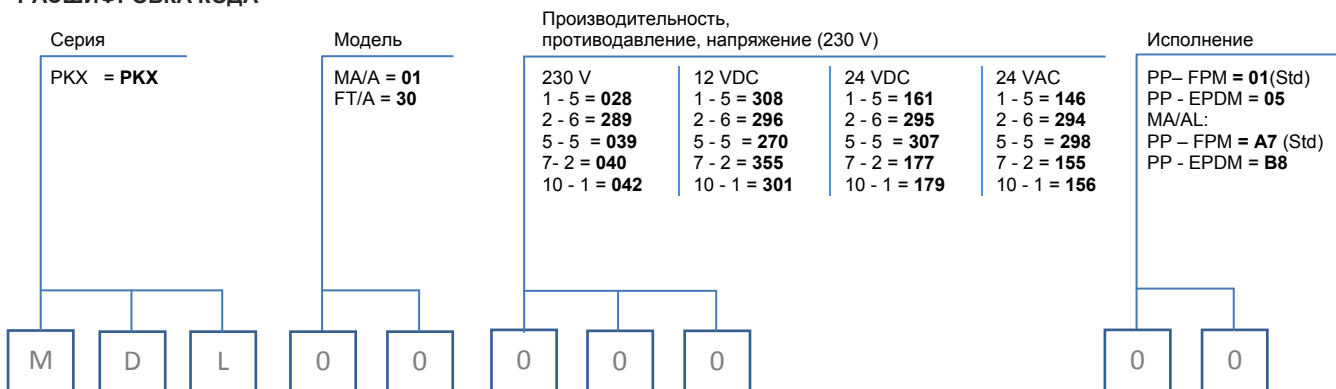 РАСШИФРОВКА КОДА
Серия
PKX = PKX
Модель
MA/A = 01
FT/A = 30
Производительность,
противодавление, напряжение (230 V)
230 V
1 - 5 = 028
2 - 6 = 289
5 - 5 = 039
7- 2 = 040
10 - 1 = 042
12 VDC
1 - 5 = 308
2 - 6 = 296
5 - 5 = 270
7 - 2 = 355
10 - 1 = 301
24 VDC
1 - 5 = 161
2 - 6 = 295
5 - 5 = 307
7 - 2 = 177
10 - 1 = 179
24 VAC
1 - 5 = 146
2 - 6 = 294
5 - 5 = 298
7 - 2 = 155
10 - 1 = 156
Исполнение
PP– FPM = 01(Std)
PP - EPDM = 05
MA/AL:
PP – FPM = A7 (Std)
PP - EPDM = B8
M D L 0 0 0 0 0 0 0